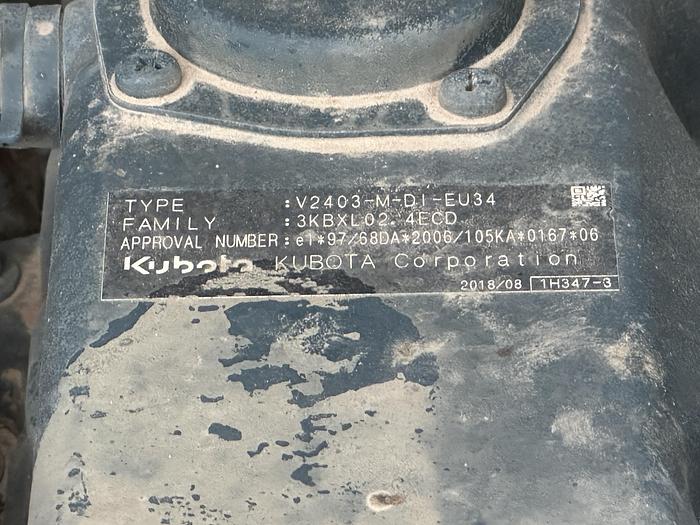 TYPE : V2403-M-DI-EU34
FAMILY : 3KBXL02.4ECD
APPROVAL NUMBER : e1*97/68DA*2006/105KA*0167*06
Kubota KUBOTA Corporation
2018/08 1H347-3